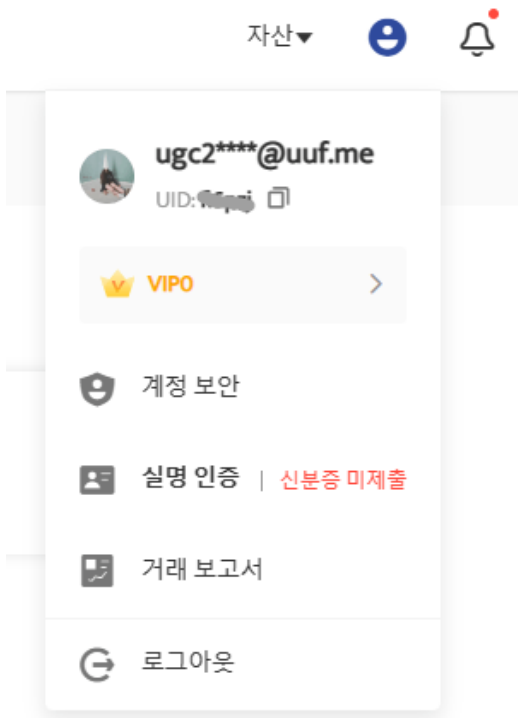 자산
ugc2****@uuf.me
UID:
VIP0
계정 보안
실명 인증 | 신분증 미제출
거래 보고서
로그아웃